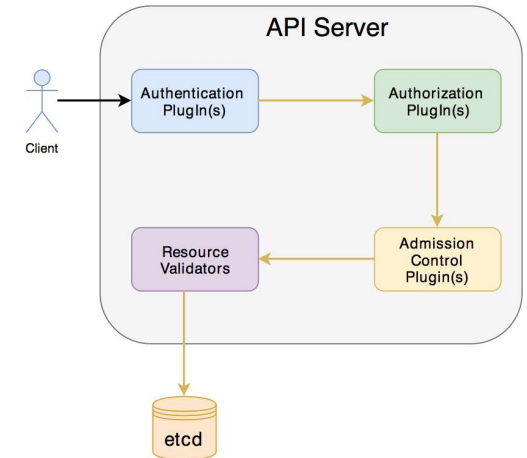 API Server
Authentication
PlugIn(s)
Authorization
PlugIn(s)
Client
Resource
Validators
Admission
Control
Plugin(s)
etcd